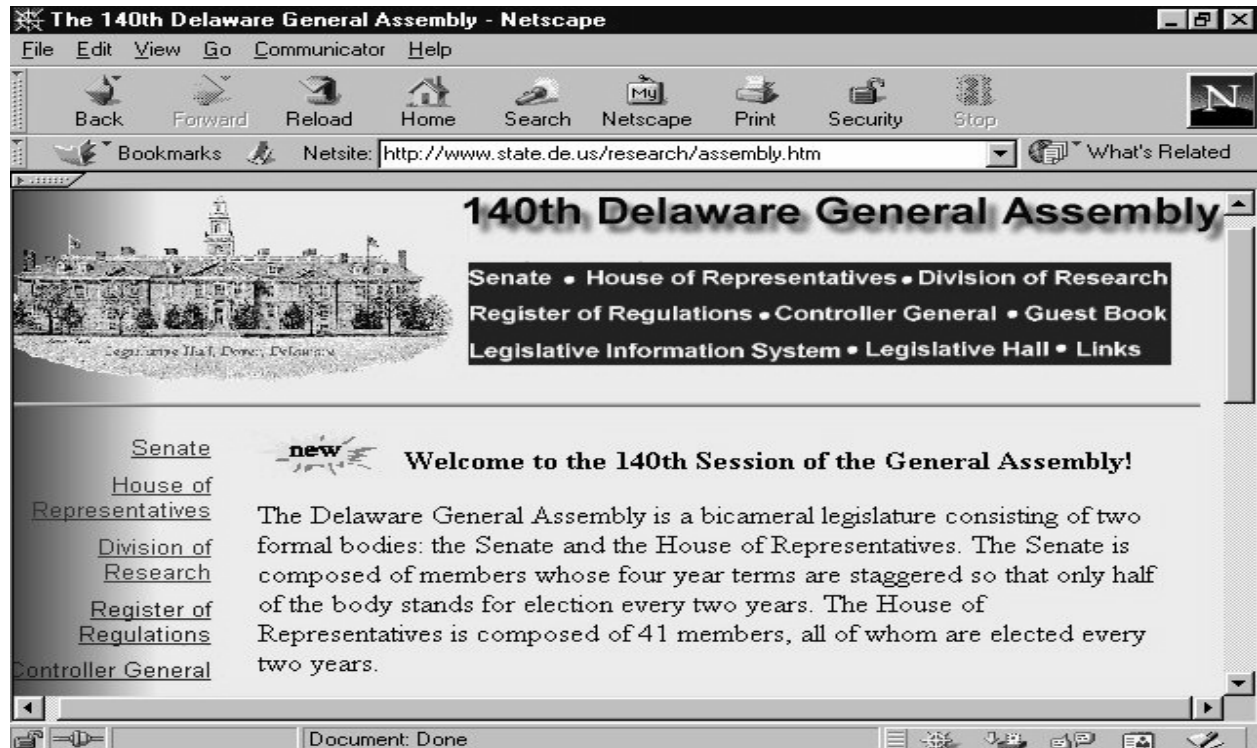 The 140th Delaware General Assembly - Netscape
File Edit View Go Communicator Help
Back Forward Reload Home Search Netscape Print Security Stop
My
N
Bookmarks Netsite: http://www.state.de.us/research/assembly.htm What's Related
140th Delaware General Assembly
Senate • House of Representatives • Division of Research
Register of Regulations • Controller General • Guest Book
Legislative Information System • Legislative Hall • Links
Legislative Hall, Dover, Delaware
Senate
House of
Representatives
Division of
Research
Register of
Regulations
Controller General
new
Welcome to the 140th Session of the General Assembly!
The Delaware General Assembly is a bicameral legislature consisting of two
formal bodies: the Senate and the House of Representatives. The Senate is
composed of members whose four year terms are staggered so that only half
of the body stands for election every two years. The House of
Representatives is composed of 41 members, all of whom are elected every
two years.
Document: Done